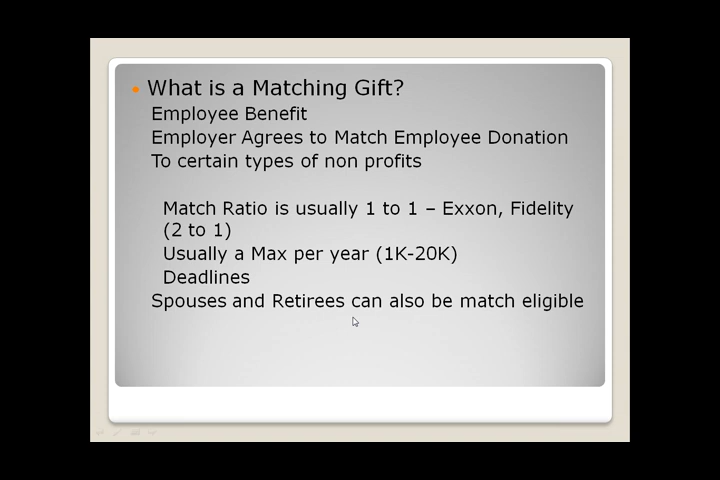 What is a Matching Gift?
Employee Benefit
Employer Agrees to Match Employee Donation
To certain types of non profits
Match Ratio is usually 1 to 1 – Exxon, Fidelity
(2 to 1)
Usually a Max per year (1K-20K)
Deadlines
Spouses and Retirees can also be match eligible